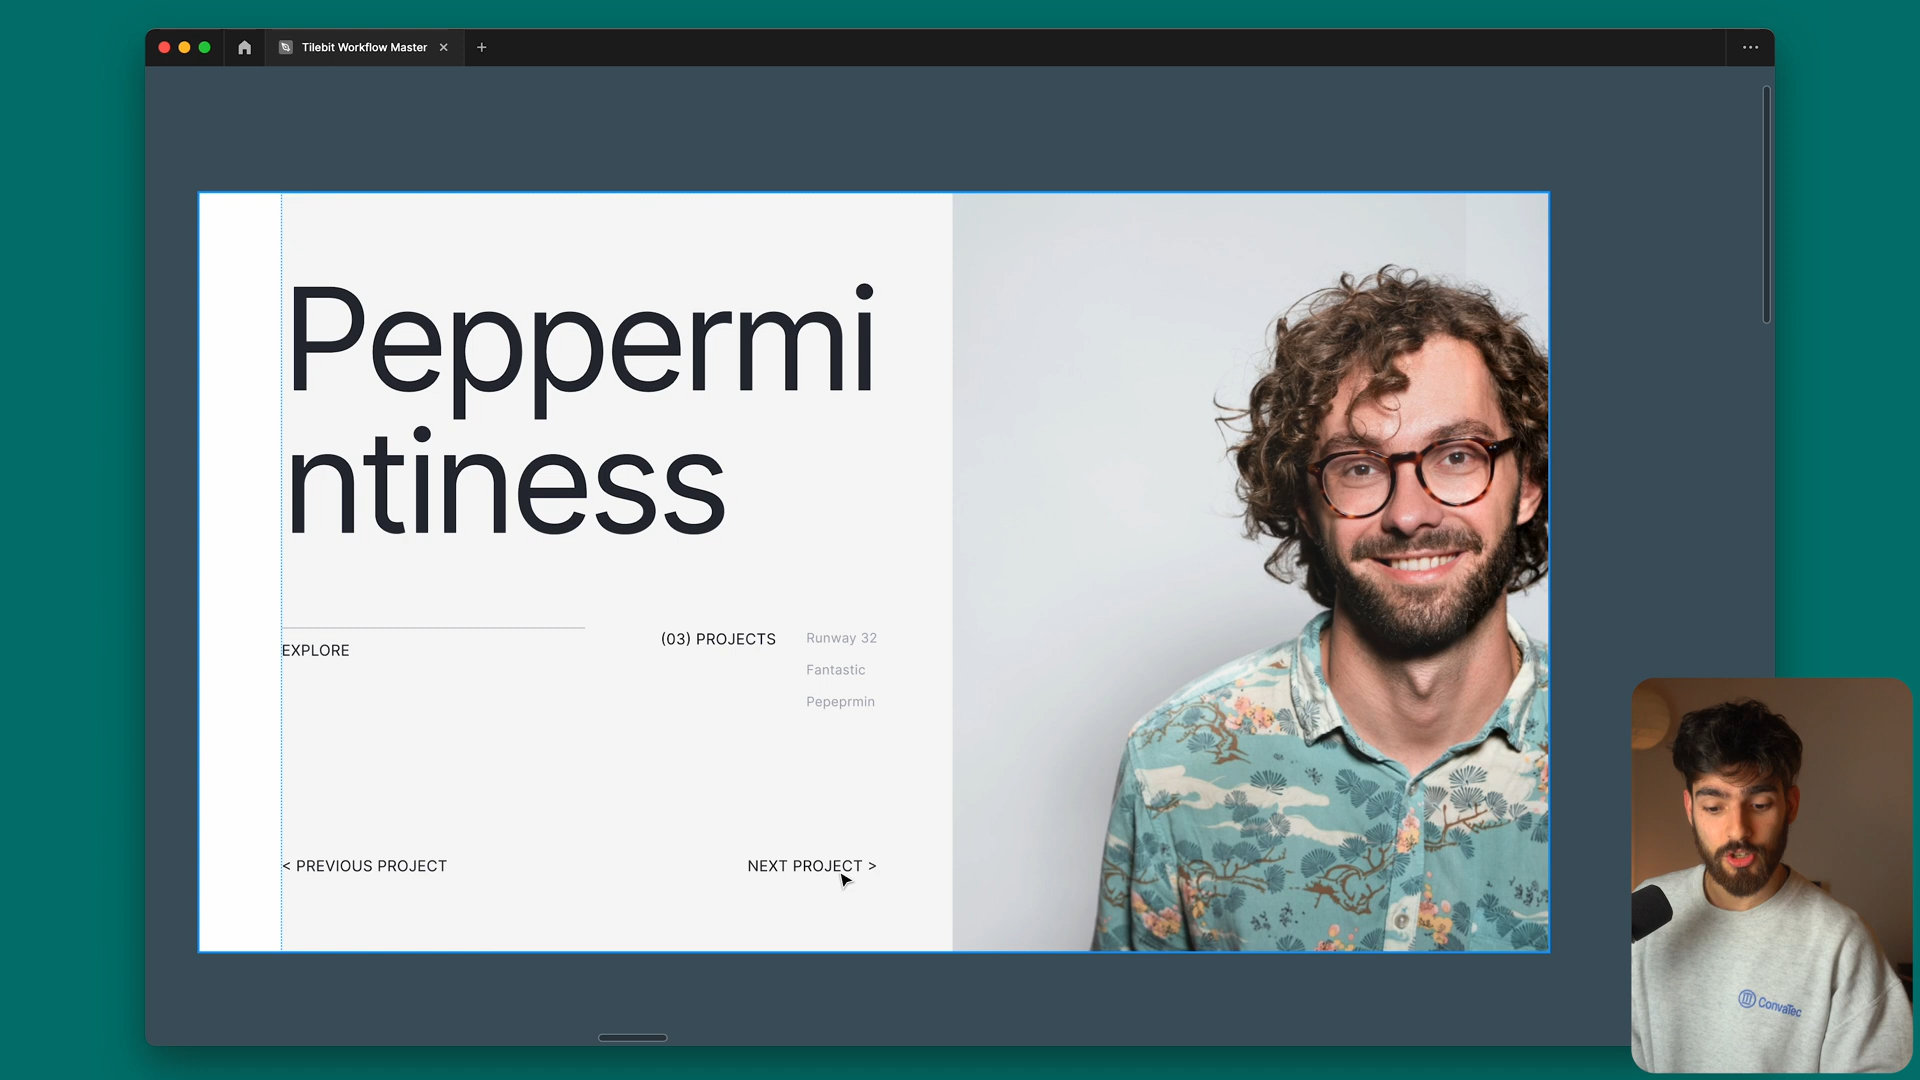 Tilebit Workflow Master
Peppermi
ntiness
EXPLORE
(03) PROJECTS
Runway 32
Fantastic
Pepeprmin
< PREVIOUS PROJECT
NEXT PROJECT >
ConvaTec